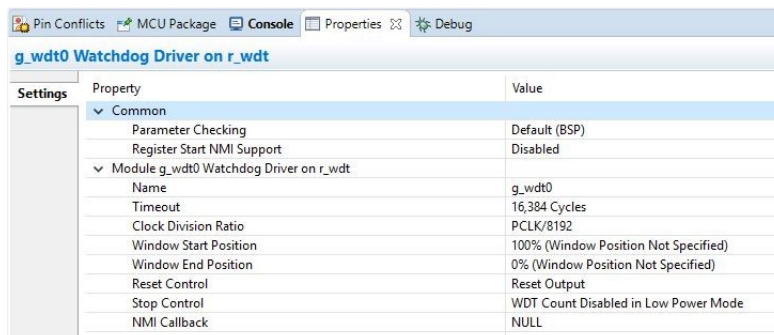 Pin Conflicts MCU Package Console Properties Debug
g_wdt0 Watchdog Driver on r_wdt
Settings Property Value
Common
Parameter Checking Default (BSP)
Register Start NMI Support Disabled
Module g_wdt0 Watchdog Driver on r_wdt
Name g_wdt0
Timeout 16,384 Cycles
Clock Division Ratio PCLK/8192
Window Start Position 100% (Window Position Not Specified)
Window End Position 0% (Window Position Not Specified)
Reset Control Reset Output
Stop Control WDT Count Disabled in Low Power Mode
NMI Callback NULL